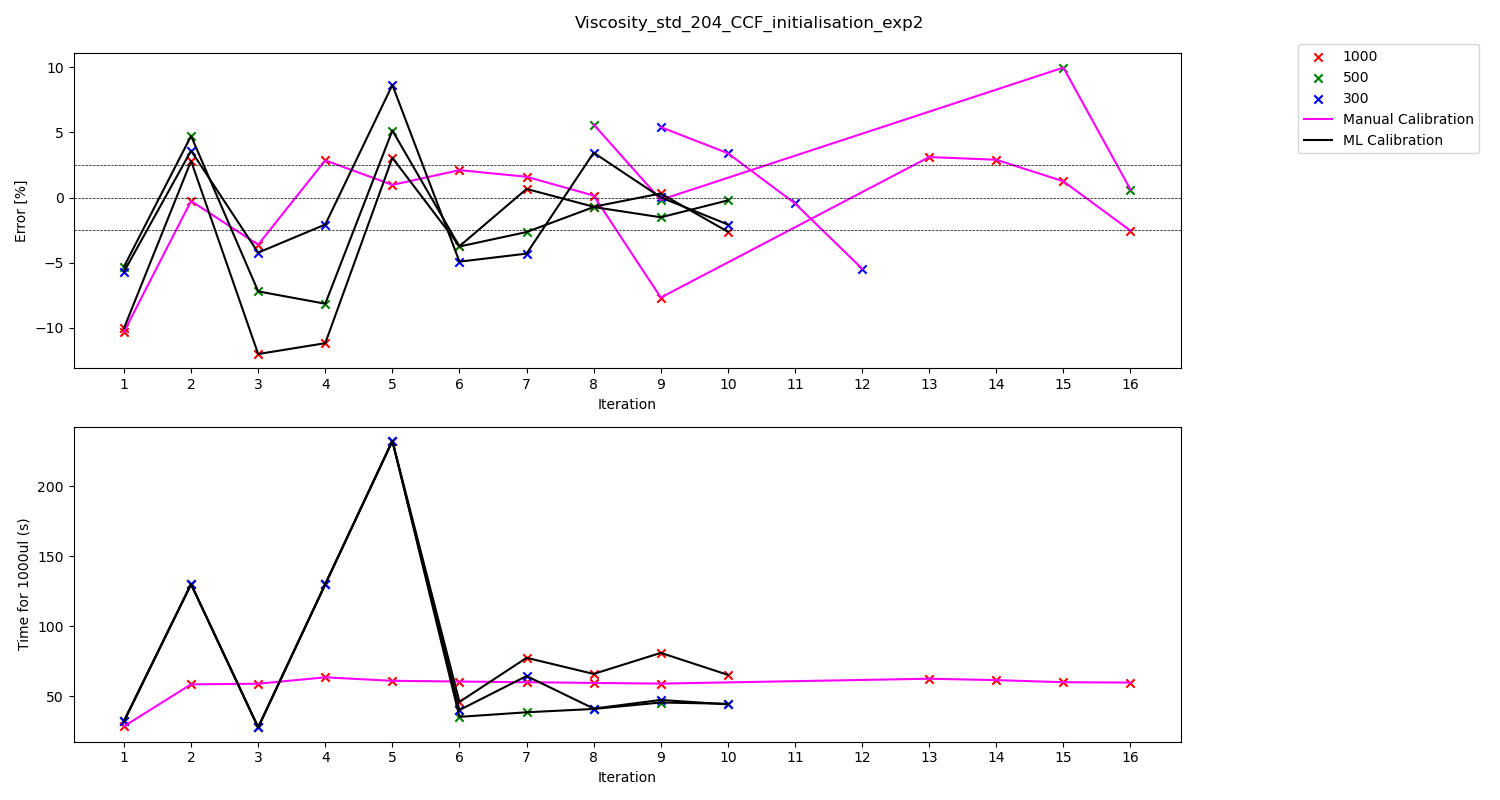 Viscosity_std_204_CCF_initialisation_exp2
1000
500
300
Manual Calibration
ML Calibration
Error [%]
10
5
0
−5
−10
1 2 3 4 5 6 7 8 9 10 11 12 13 14 15 16
Iteration
Time for 1000ul (s)
200
150
100
50
1 2 3 4 5 6 7 8 9 10 11 12 13 14 15 16
Iteration